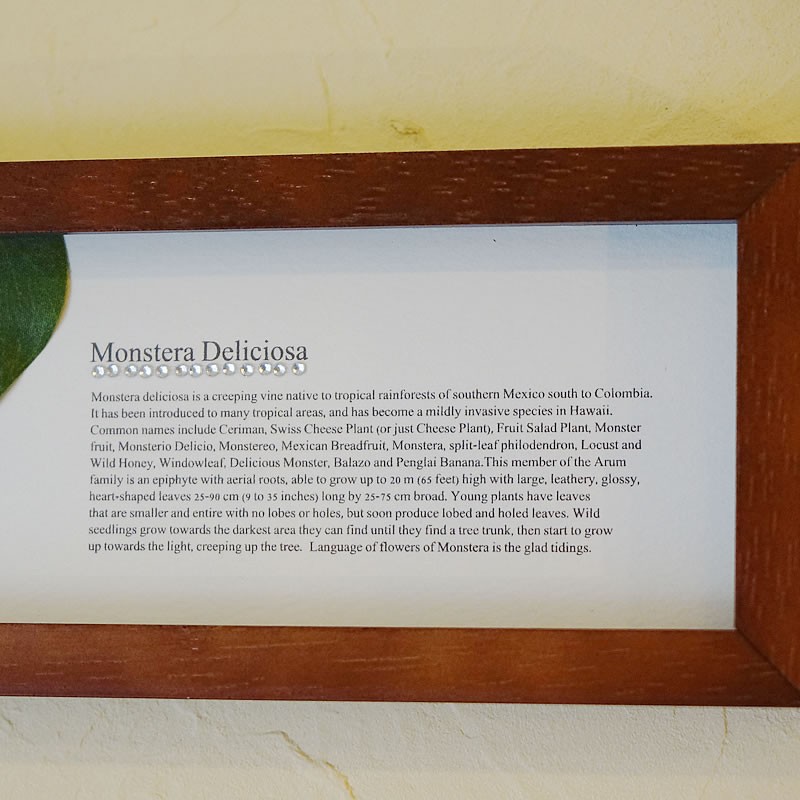 Monstera Deliciosa
Monstera deliciosa is a creeping vine native to tropical rainforests of southern Mexico south to Colombia.
It has been introduced to many tropical areas, and has become a mildly invasive species in Hawaii.
Common names include Ceriman, Swiss Cheese Plant (or just Cheese Plant), Fruit Salad Plant, Monster
fruit, Monsterio Delicio, Monstereo, Mexican Breadfruit, Monstera, split-leaf philodendron, Locust and
Wild Honey, Windowleaf, Delicious Monster, Balazo and Penglai Banana.This member of the Arum
family is an epiphyte with aerial roots, able to grow up to 20 m (65 feet) high with large, leathery, glossy,
heart-shaped leaves 25-90 cm (9 to 35 inches) long by 25-75 cm broad. Young plants have leaves
that are smaller and entire with no lobes or holes, but soon produce lobed and holed leaves. Wild
seedlings grow towards the darkest area they can find until they find a tree trunk, then start to grow
up towards the light, creeping up the tree. Language of flowers of Monstera is the glad tidings.